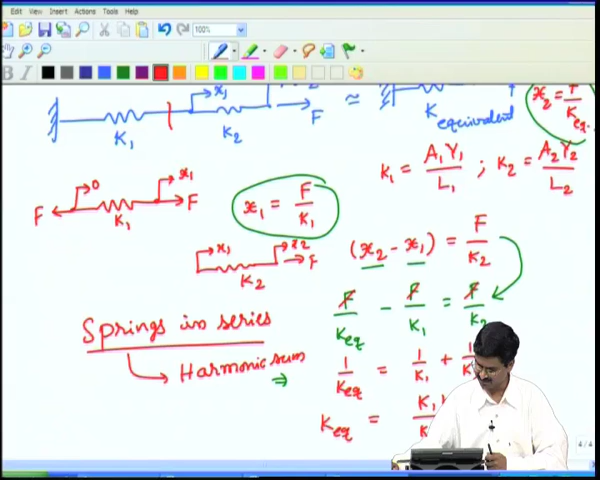 Edit View Insert Actions Tools Help
100%
x₁
K₁ K₂ F ≃ K equivalent x₂ = F/K eq.
k₁ = A₁Y₁/L₁ ; k₂ = A₂Y₂/L₂
0 x₁
F K₁ F x₁ = F/K₁
x₁ x₂ F (x₂ - x₁) = F/K₂
K₂
F/Keq - F/K₁ = F/K₂
Springs in series
Harmonic sum 1/Keq = 1/K₁ +
⇒
Keq =
4/4